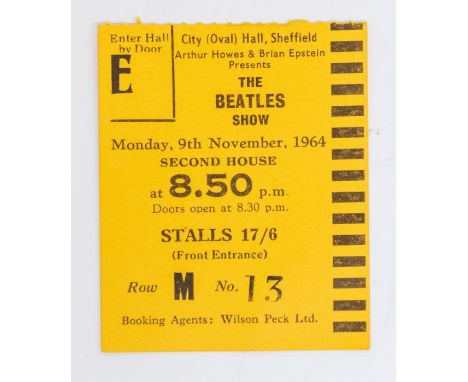 Enter Hall
by Door
E
City (Oval) Hall, Sheffield
Arthur Howes & Brian Epstein
Presents
THE
BEATLES
SHOW
Monday, 9th November, 1964
SECOND HOUSE
at 8.50 p.m.
Doors open at 8.30 p.m.
STALLS 17/6
(Front Entrance)
Row M No. 13
Booking Agents: Wilson Peck Ltd.